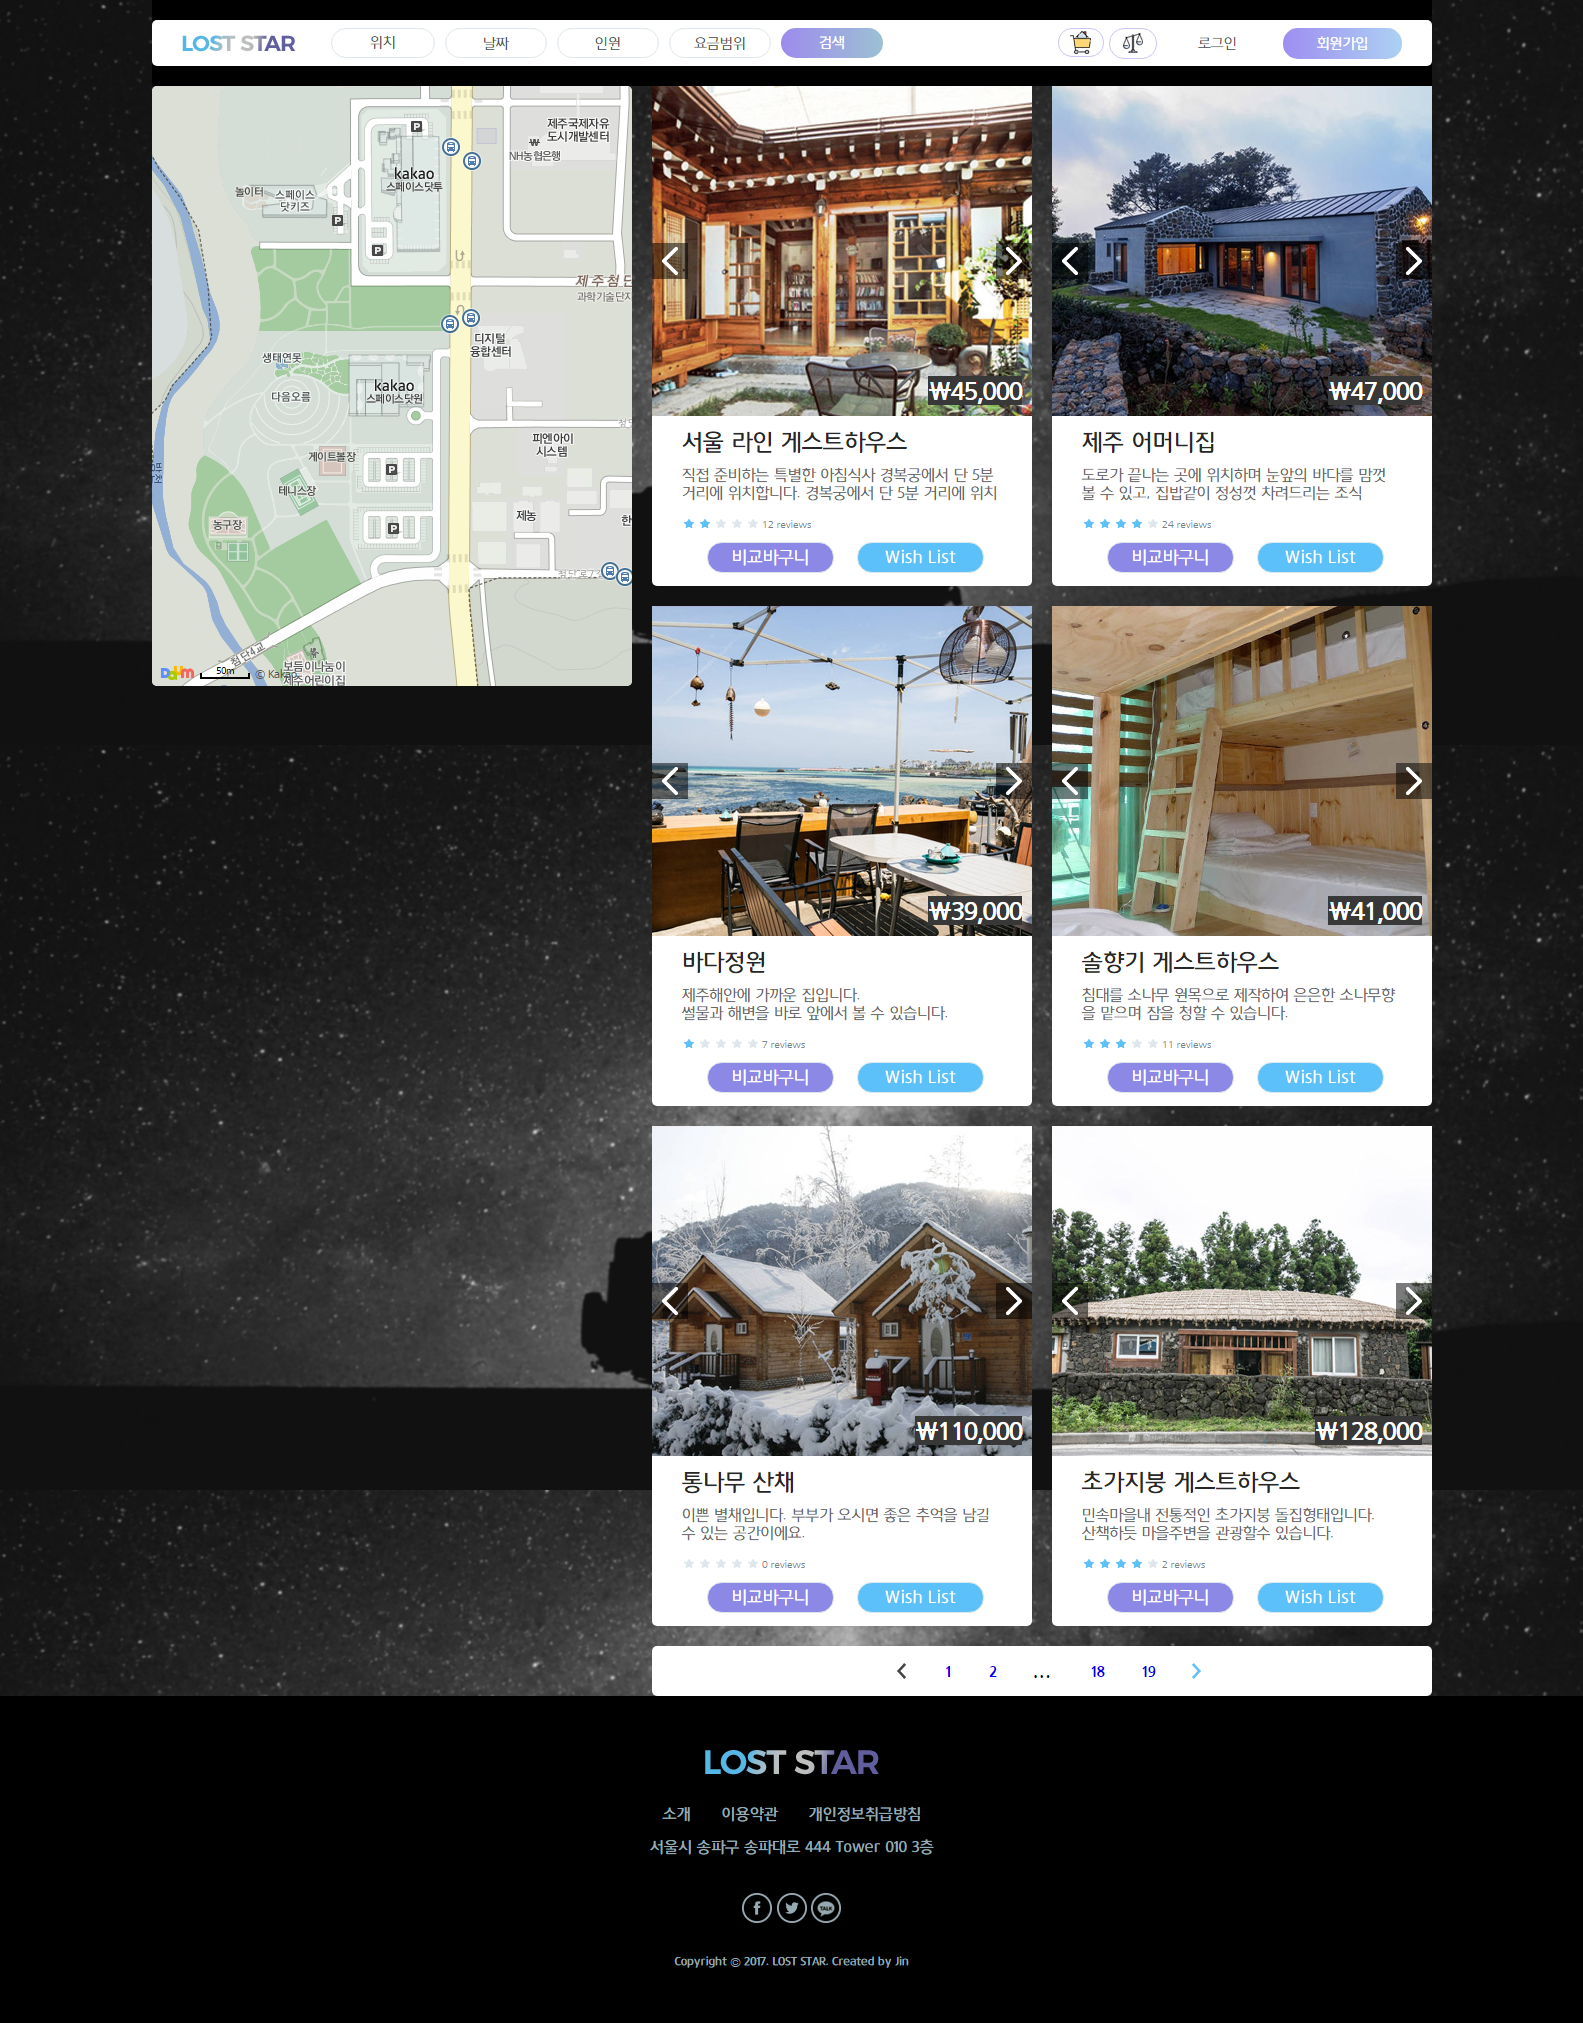 LOST STAR
위치
날짜
인원
요금범위
검색
로그인
회원가입
제주국제자유
도시개발센터
NH농협은행
kakao
스페이스닷투
놀이터
스페이스
닷키즈
제주첨단
과학기술단지
디지털
융합센터
생태연못
kakao
스페이스닷원
다음오름
피엔아이
시스템
게이트볼장
테니스장
제농
농구장
한
첨단4교
보듬이나눔이
제주어린이집
50m
© Kakao
₩45,000
서울 라인 게스트하우스
직접 준비하는 특별한 아침식사 경복궁에서 단 5분
거리에 위치합니다. 경복궁에서 단 5분 거리에 위치
12 reviews
비교바구니
Wish List
₩47,000
제주 어머니집
도로가 끝나는 곳에 위치하며 눈앞의 바다를 맘껏
볼 수 있고, 집밥같이 정성껏 차려드리는 조식
24 reviews
비교바구니
Wish List
₩39,000
바다정원
제주해안에 가까운 집입니다.
썰물과 해변을 바로 앞에서 볼 수 있습니다.
7 reviews
비교바구니
Wish List
₩41,000
솔향기 게스트하우스
침대를 소나무 원목으로 제작하여 은은한 소나무향
을 맡으며 잠을 청할 수 있습니다.
11 reviews
비교바구니
Wish List
₩110,000
통나무 산채
이쁜 별채입니다. 부부가 오시면 좋은 추억을 남길
수 있는 공간이에요.
0 reviews
비교바구니
Wish List
₩128,000
초가지붕 게스트하우스
민속마을내 전통적인 초가지붕 돌집형태입니다.
산책하듯 마을주변을 관광할수 있습니다.
2 reviews
비교바구니
Wish List
1 2 ... 18 19
LOST STAR
소개 이용약관 개인정보취급방침
서울시 송파구 송파대로 444 Tower 010 3층
Copyright © 2017. LOST STAR. Created by Jin